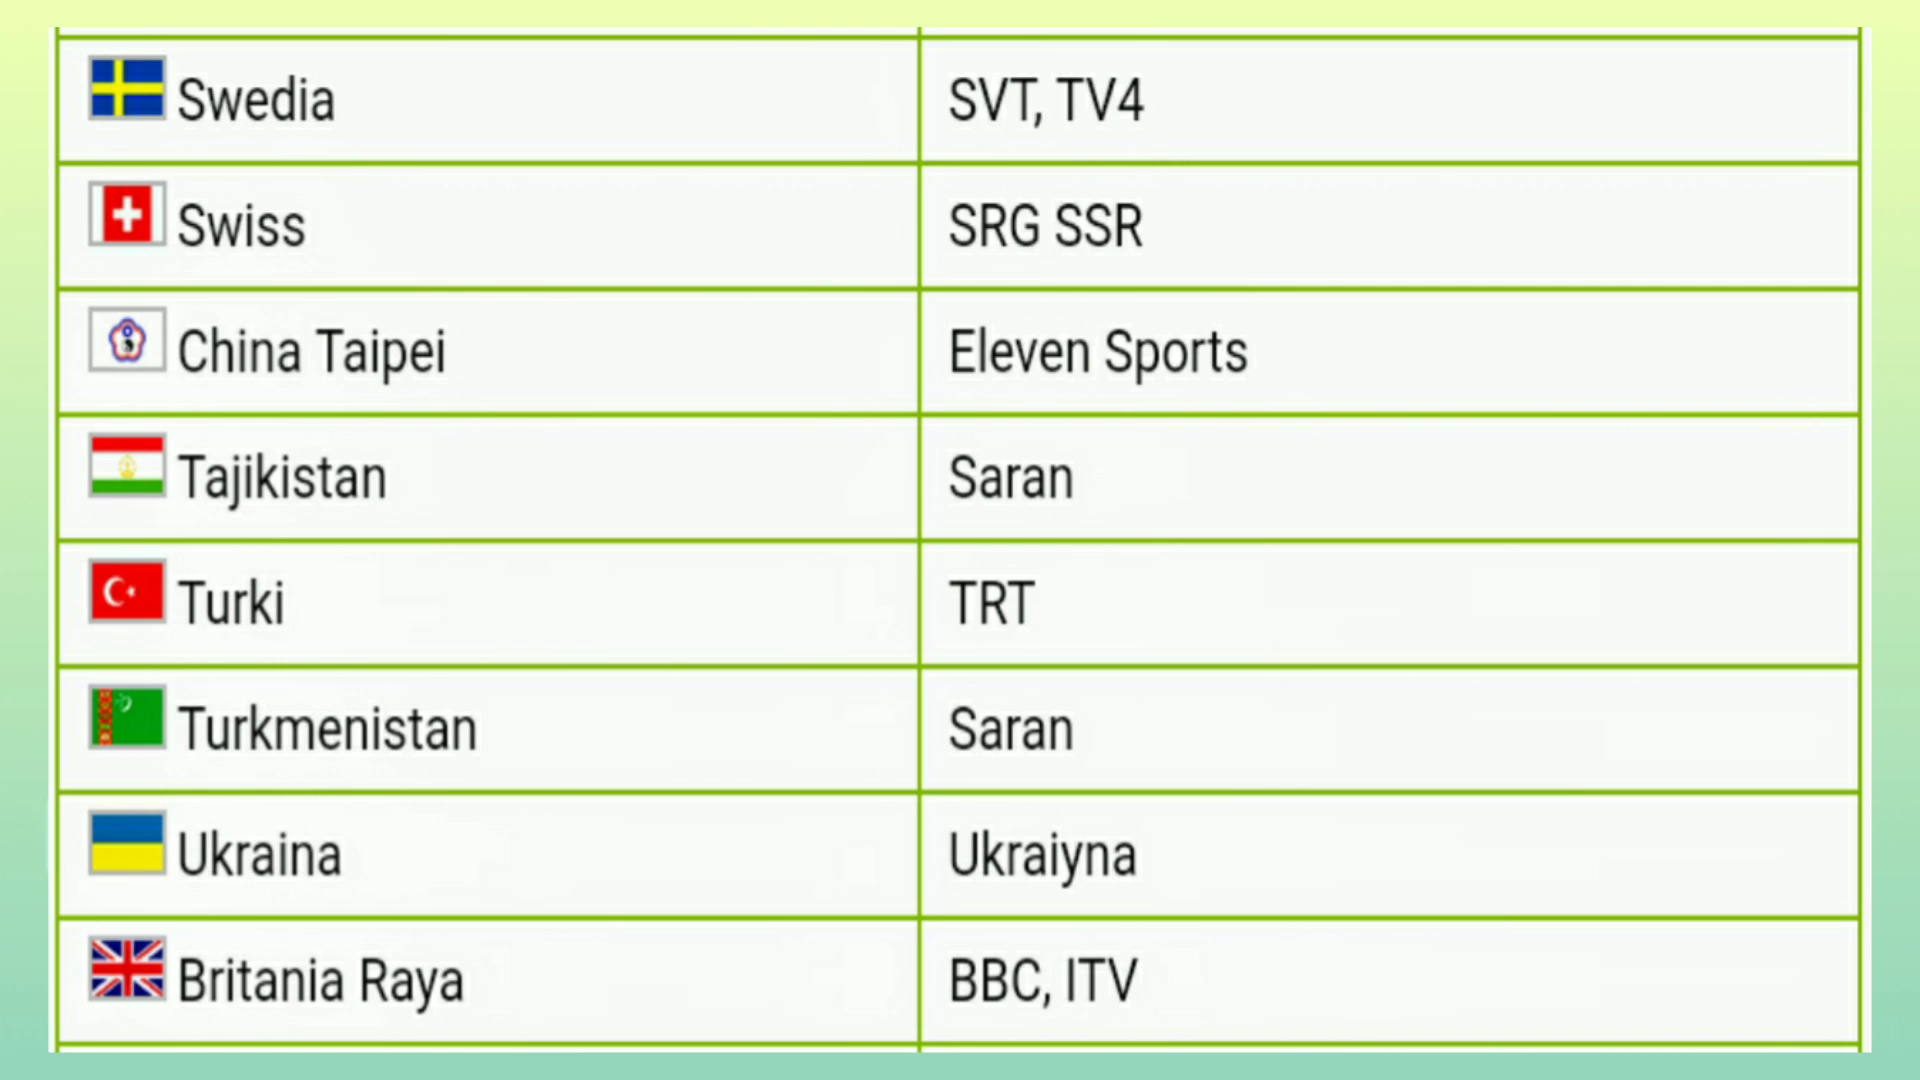 Swedia SVT, TV4
Swiss SRG SSR
China Taipei Eleven Sports
Tajikistan Saran
Turki TRT
Turkmenistan Saran
Ukraina Ukraiyna
Britania Raya BBC, ITV